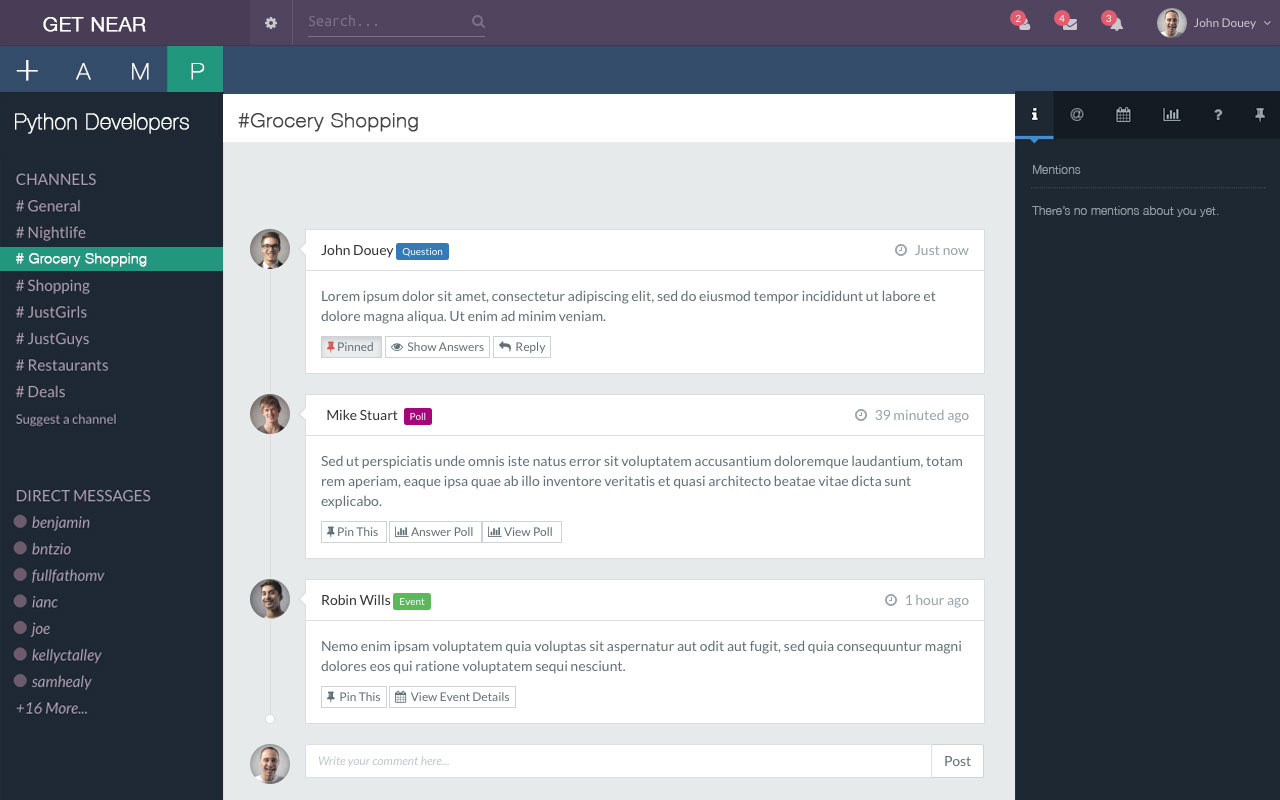 GET NEAR
Search...
2
4
3
John Douey
+ A M P
Python Developers
CHANNELS
# General
# Nightlife
# Grocery Shopping
# Shopping
# JustGirls
# JustGuys
# Restaurants
# Deals
Suggest a channel
DIRECT MESSAGES
benjamin
bntzio
fullfathomv
ianc
joe
kellyctalley
samhealy
+16 More...
#Grocery Shopping
John Douey Question
Just now
Lorem ipsum dolor sit amet, consectetur adipiscing elit, sed do eiusmod tempor incididunt ut labore et
dolore magna aliqua. Ut enim ad minim veniam.
Pinned Show Answers Reply
Mike Stuart Poll
39 minuted ago
Sed ut perspiciatis unde omnis iste natus error sit voluptatem accusantium doloremque laudantium, totam
rem aperiam, eaque ipsa quae ab illo inventore veritatis et quasi architecto beatae vitae dicta sunt
explicabo.
Pin This Answer Poll View Poll
Robin Wills Event
1 hour ago
Nemo enim ipsam voluptatem quia voluptas sit aspernatur aut odit aut fugit, sed quia consequuntur magni
dolores eos qui ratione voluptatem sequi nesciunt.
Pin This View Event Details
Write your comment here...
Post
i @ ?
Mentions
There's no mentions about you yet.